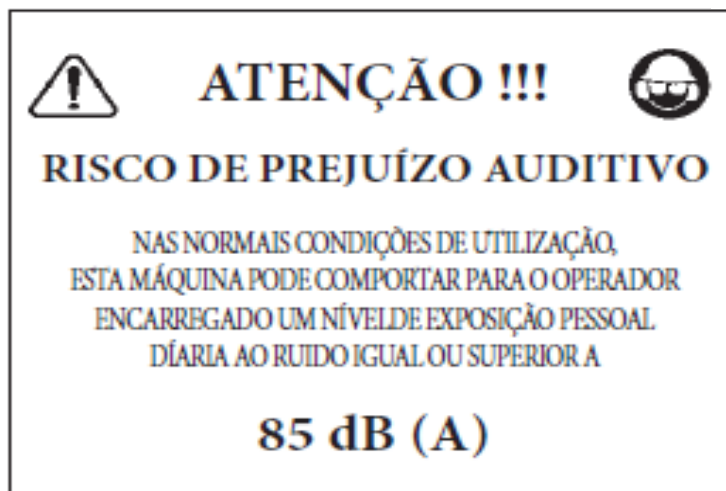 ATENÇÃO !!!
RISCO DE PREJUÍZO AUDITIVO
NAS NORMAIS CONDIÇÕES DE UTILIZAÇÃO,
ESTA MÁQUINA PODE COMPORTAR PARA O OPERADOR
ENCARREGADO UM NÍVELDE EXPOSIÇÃO PESSOAL
DÍARIA AO RUIDO IGUAL OU SUPERIOR A
85 dB (A)